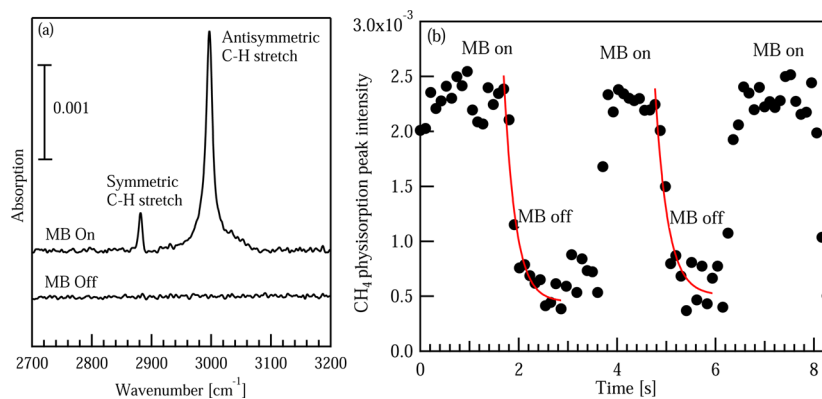 (a)
Antisymmetric
C-H stretch
0.001
Symmetric
C-H stretch
MB On
MB Off
Absorption
2700
2800
2900
3000
3100
3200
Wavenumber [cm⁻¹]
(b)
3.0x10⁻³
2.5
2.0
1.5
1.0
0.5
0.0
CH₄ physisorption peak intensity
MB on
MB on
MB on
MB off
MB off
0
2
4
6
8
Time [s]